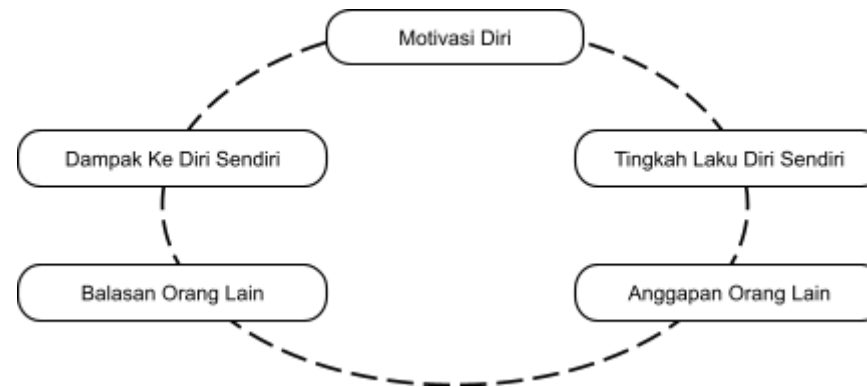 Motivasi Diri
Dampak Ke Diri Sendiri
Tingkah Laku Diri Sendiri
Balasan Orang Lain
Anggapan Orang Lain